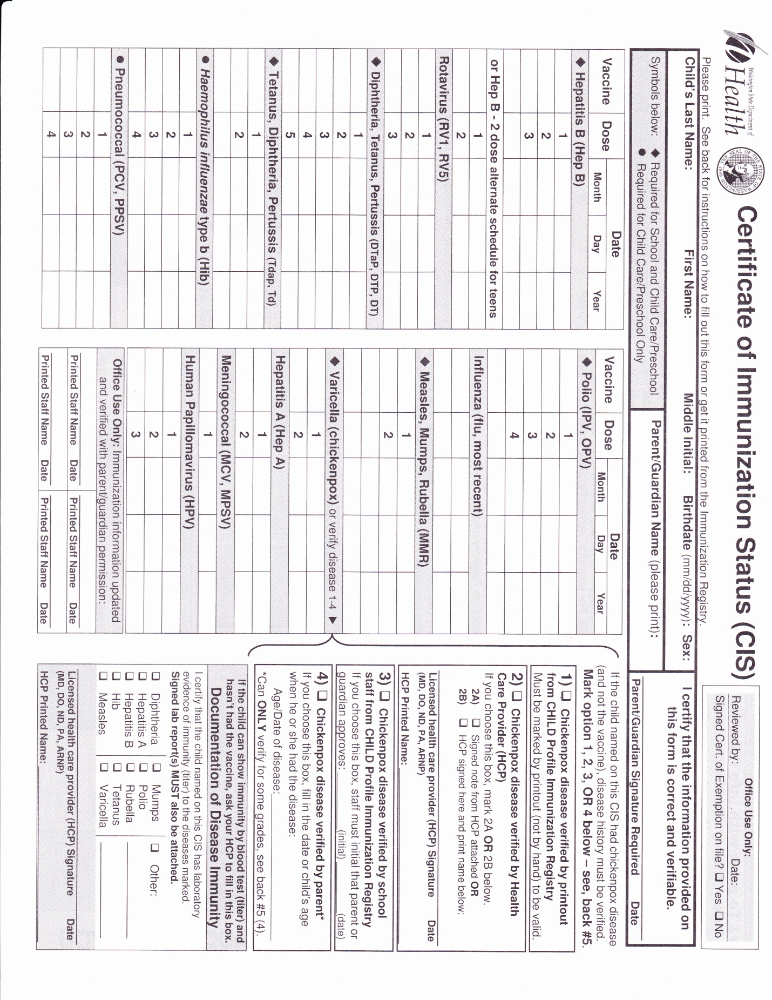 Washington State Department of
Health
THE SEAL OF THE STATE OF WASHINGTON 1889
Certificate of Immunization Status (CIS)
Office Use Only:
Reviewed by: Date:
Signed Cert. of Exemption on file? ❑ Yes ❑ No
Please print. See back for instructions on how to fill out this form or get it printed from the Immunization Registry.
Child's Last Name: First Name: Middle Initial: Birthdate (mm/dd/yyyy): Sex:
I certify that the information provided on
this form is correct and verifiable.
Symbols below: ◆ Required for School and Child Care/Preschool
● Required for Child Care/Preschool Only
Parent/Guardian Name (please print):
Parent/Guardian Signature Required Date
Vaccine Dose Date
Month Day Year
◆ Hepatitis B (Hep B)
1
2
3
or Hep B - 2 dose alternate schedule for teens
1
2
Rotavirus (RV1, RV5)
1
2
3
◆ Diphtheria, Tetanus, Pertussis (DTaP, DTP, DT)
1
2
3
4
5
◆ Tetanus, Diphtheria, Pertussis (Tdap, Td)
1
2
● Haemophilus influenzae type b (Hib)
1
2
3
4
● Pneumococcal (PCV, PPSV)
1
2
3
4
Vaccine Dose Date
Month Day Year
◆ Polio (IPV, OPV)
1
2
3
4
Influenza (flu, most recent)
◆ Measles, Mumps, Rubella (MMR)
1
2
◆ Varicella (chickenpox) or verify disease 1-4 ▶
1
2
Hepatitis A (Hep A)
1
2
Meningococcal (MCV, MPSV)
1
Human Papillomavirus (HPV)
1
2
3
Office Use Only: Immunization information updated
and verified with parent/guardian permission:
Printed Staff Name Date Printed Staff Name Date
Printed Staff Name Date Printed Staff Name Date
If the child named on this CIS had chickenpox disease
(and not the vaccine), disease history must be verified.
Mark option 1, 2, 3, OR 4 below – see, back #5.
1) ❑ Chickenpox disease verified by printout
from CHILD Profile Immunization Registry
Must be marked by printout (not by hand) to be valid.
2) ❑ Chickenpox disease verified by Health
Care Provider (HCP)
If you choose this box, mark 2A OR 2B below.
2A) ❑ Signed note from HCP attached OR
2B) ❑ HCP signed here and print name below:
Licensed health care provider (HCP) Signature Date
(MD, DO, ND, PA, ARNP)
HCP Printed Name:
3) ❑ Chickenpox disease verified by school
staff from CHILD Profile Immunization Registry
If you choose this box, staff must initial that parent or
guardian approves: (initial) (date)
4) ❑ Chickenpox disease verified by parent*
If you choose this box, fill in the date or child's age
when he or she had the disease:
Age/Date of disease:
*Can ONLY verify for some grades, see back #5 (4).
If the child can show immunity by blood test (titer) and
hasn't had the vaccine, ask your HCP to fill in this box.
Documentation of Disease Immunity
I certify that the child named on this CIS has laboratory
evidence of immunity (titer) to the diseases marked.
Signed lab report(s) MUST also be attached.
❑ Diphtheria ❑ Mumps ❑ Other:
❑ Hepatitis A ❑ Polio
❑ Hepatitis B ❑ Rubella
❑ Hib ❑ Tetanus
❑ Measles ❑ Varicella
Licensed health care provider (HCP) Signature Date
(MD, DO, ND, PA, ARNP)
HCP Printed Name: